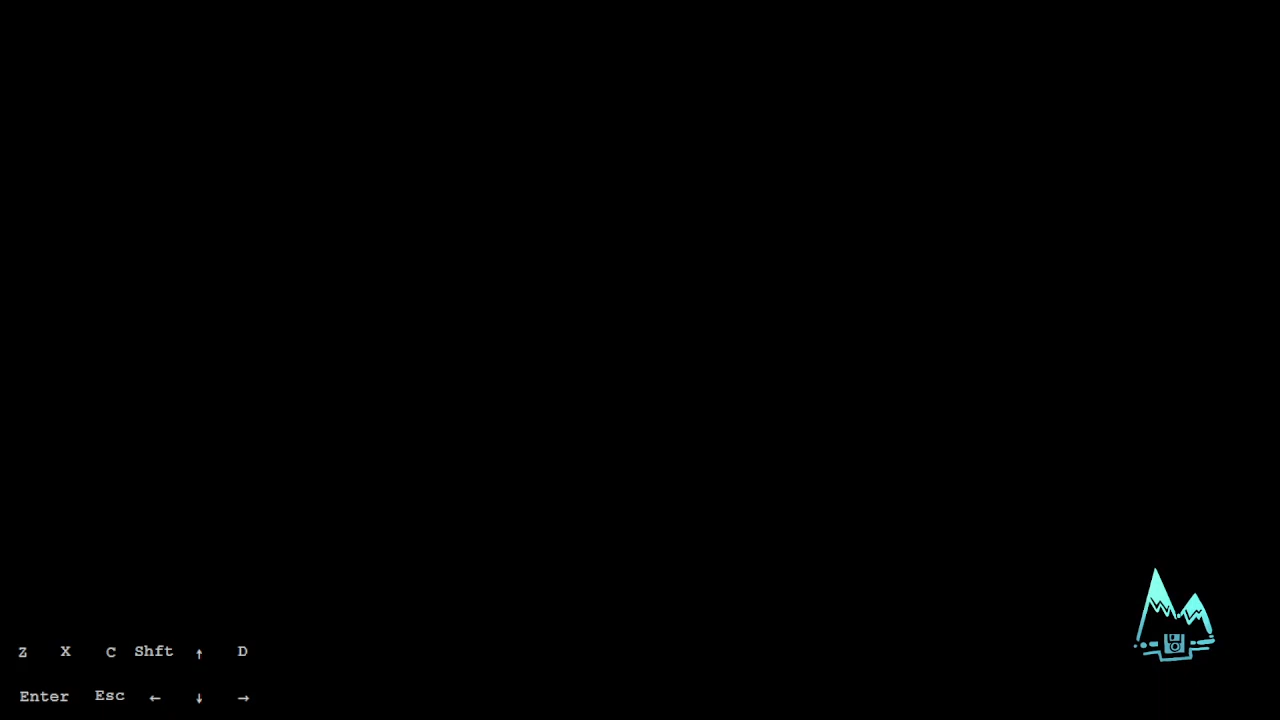 Z X C Shft ↑ D
Enter Esc ← ↓ →